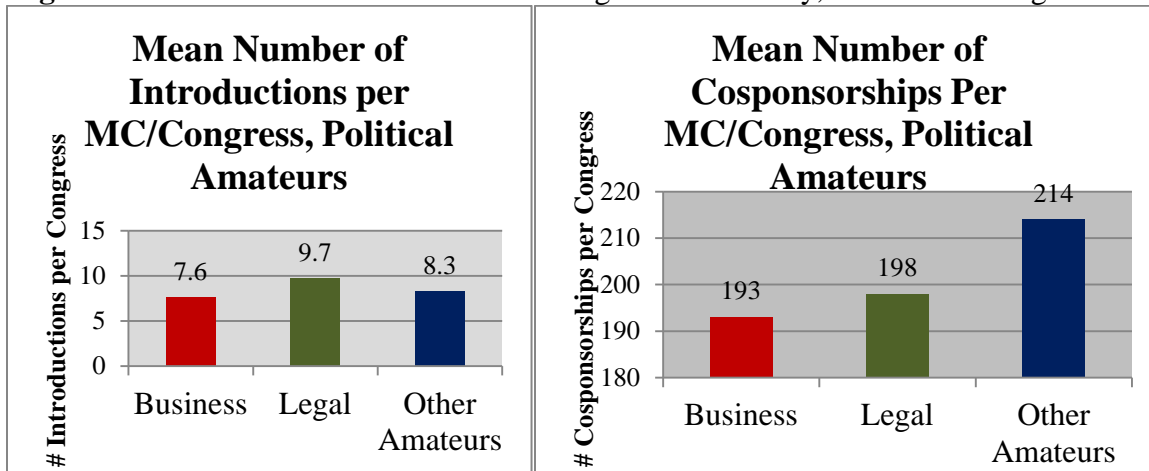 Mean Number of
Introductions per
MC/Congress, Political
Amateurs
# Introductions per Congress
15
10
5
0
7.6
9.7
8.3
Business
Legal
Other
Amateurs
Mean Number of
Cosponsorships Per
MC/Congress, Political
Amateurs
# Cosponsorships per Congress
220
210
200
190
180
193
198
214
Business
Legal
Other
Amateurs